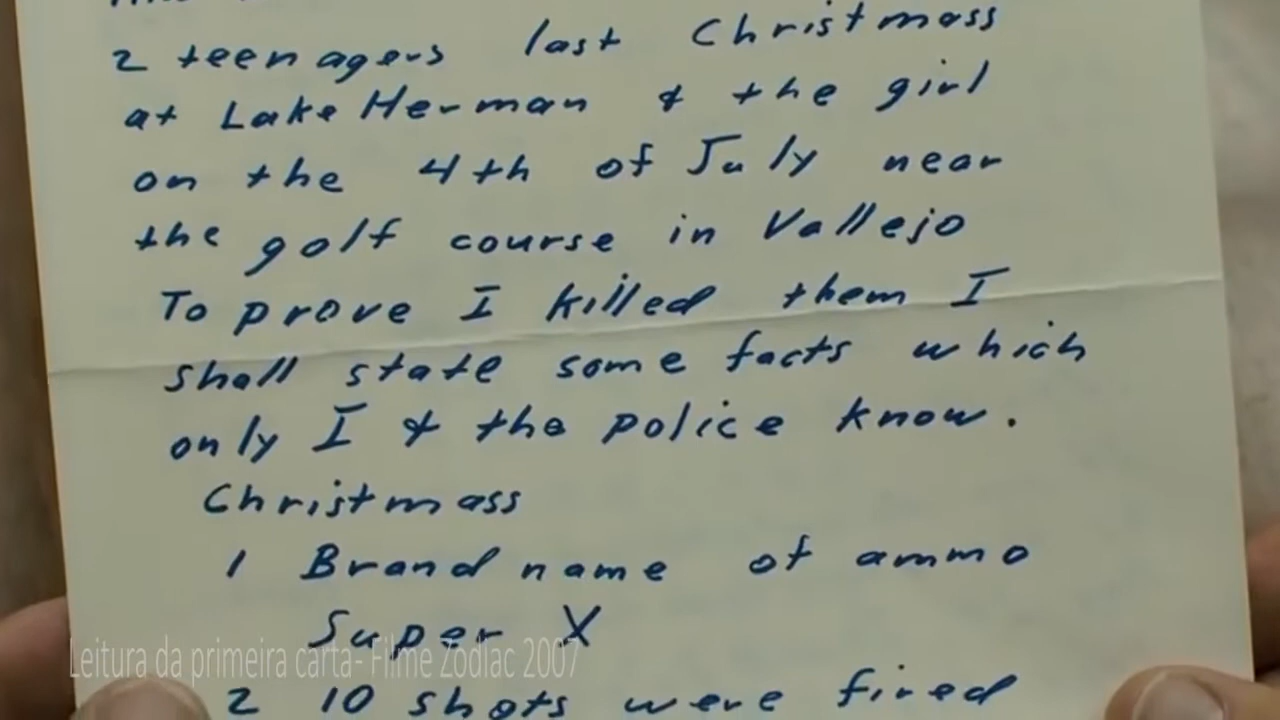 2 teenagers last Christmass
at Lake Herman & the girl
on the 4th of July near
the golf course in Vallejo
To prove I killed them I
shall state some facts which
only I & the police know.
Christmass
1 Brand name of ammo
Super X
Leitura da primeira carta- Filme Zodiac 2007
2 10 shots were fired